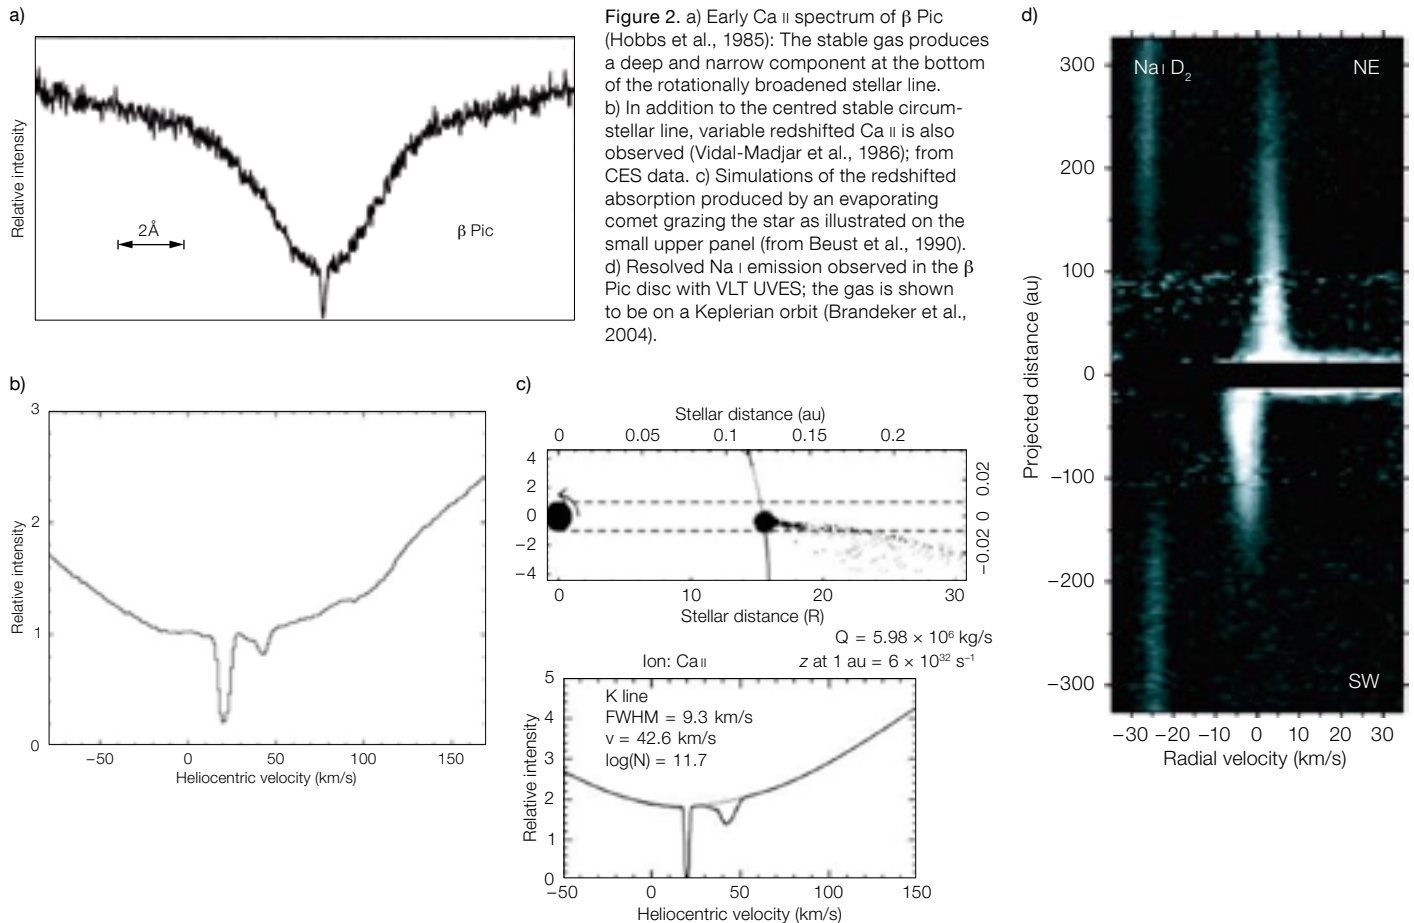 a)
Relative intensity
2Å
β Pic
Figure 2. a) Early Ca II spectrum of β Pic
(Hobbs et al., 1985): The stable gas produces
a deep and narrow component at the bottom
of the rotationally broadened stellar line.
b) In addition to the centred stable circum-
stellar line, variable redshifted Ca II is also
observed (Vidal-Madjar et al., 1986); from
CES data. c) Simulations of the redshifted
absorption produced by an evaporating
comet grazing the star as illustrated on the
small upper panel (from Beust et al., 1990).
d) Resolved Na I emission observed in the β
Pic disc with VLT UVES; the gas is shown
to be on a Keplerian orbit (Brandeker et al.,
2004).
b)
3
2
1
0
Relative intensity
−50 0 50 100 150
Heliocentric velocity (km/s)
c)
Stellar distance (au)
0 0.05 0.1 0.15 0.2
4
2
0
−2
−4
0.02
0
−0.02
0 10 20 30
Stellar distance (R)
Q = 5.98 × 10⁶ kg/s
Ion: Ca II z at 1 au = 6 × 10³² s⁻¹
5
4
3
2
1
0
Relative intensity
K line
FWHM = 9.3 km/s
v = 42.6 km/s
log(N) = 11.7
−50 0 50 100 150
Heliocentric velocity (km/s)
d)
Na I D₂ NE
300
200
100
0
−100
−200
−300
Projected distance (au)
SW
−30 −20 −10 0 10 20 30
Radial velocity (km/s)